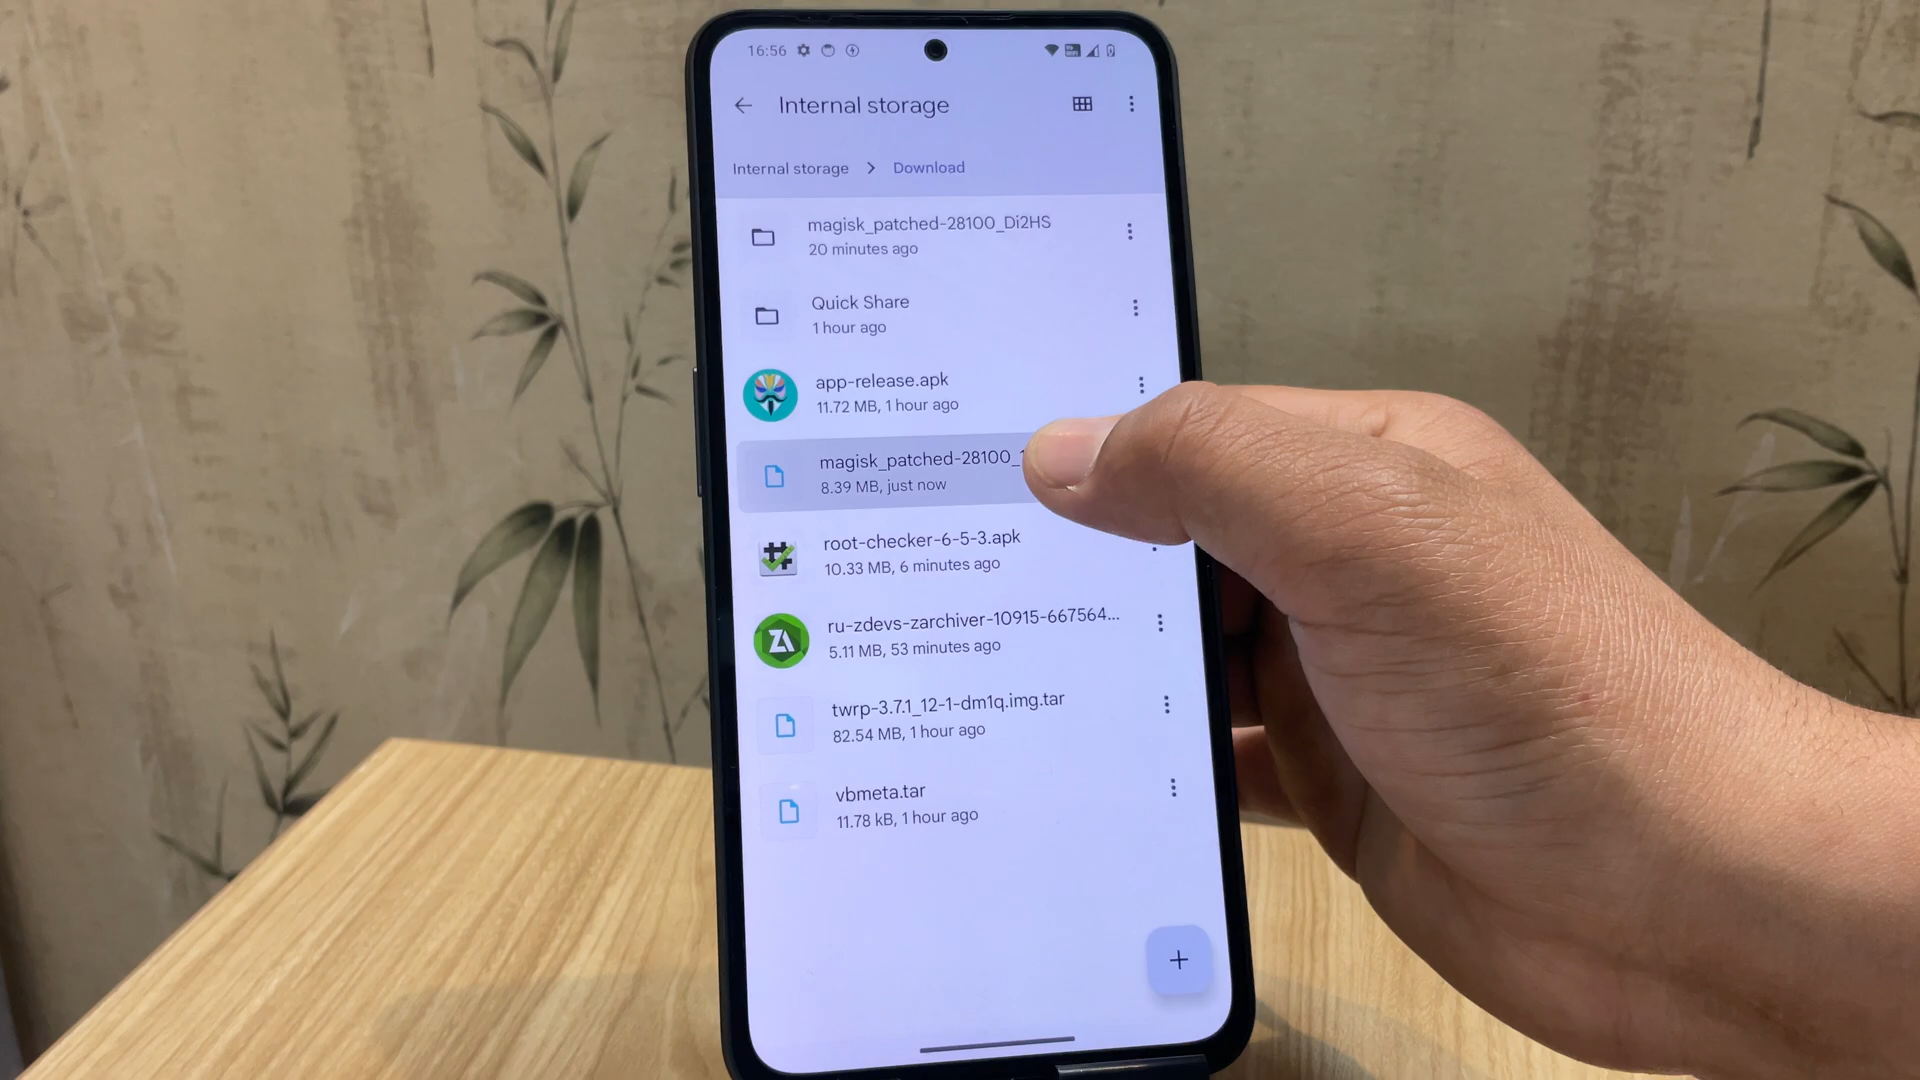 16:56
Internal storage
Internal storage > Download
magisk_patched-28100_Di2HS
20 minutes ago
Quick Share
1 hour ago
app-release.apk
11.72 MB, 1 hour ago
magisk_patched-28100_
8.39 MB, just now
root-checker-6-5-3.apk
10.33 MB, 6 minutes ago
ru-zdevs-zarchiver-10915-667564...
5.11 MB, 53 minutes ago
twrp-3.7.1_12-1-dm1q.img.tar
82.54 MB, 1 hour ago
vbmeta.tar
11.78 kB, 1 hour ago